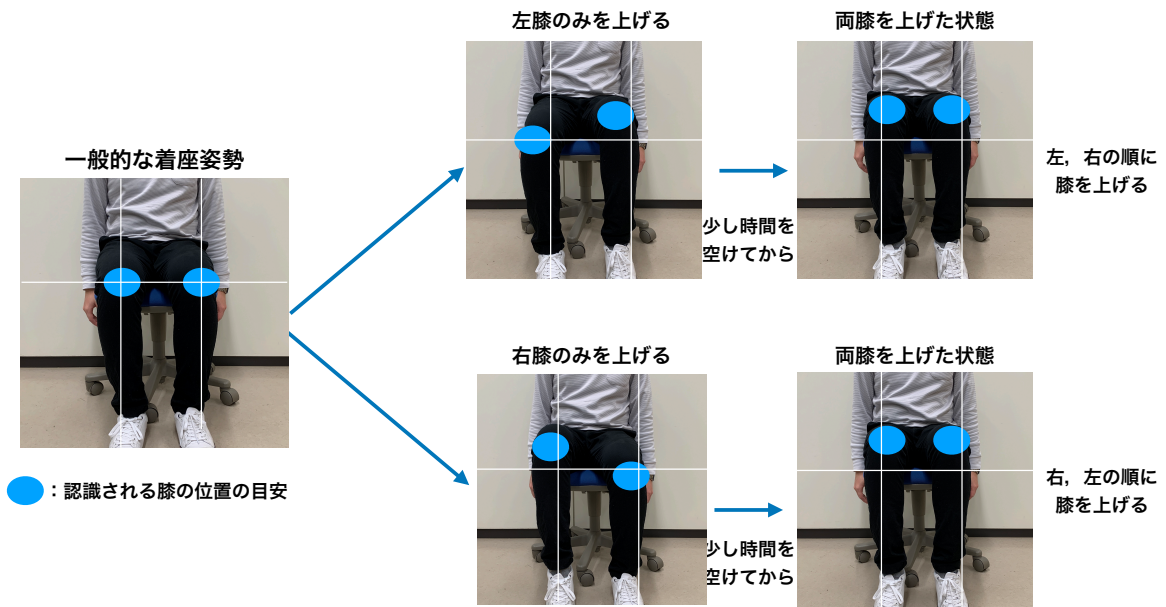 一般的な着座姿勢
：認識される膝の位置の目安
左膝のみを上げる
少し時間を
空けてから
両膝を上げた状態
左，右の順に
膝を上げる
右膝のみを上げる
少し時間を
空けてから
両膝を上げた状態
右，左の順に
膝を上げる